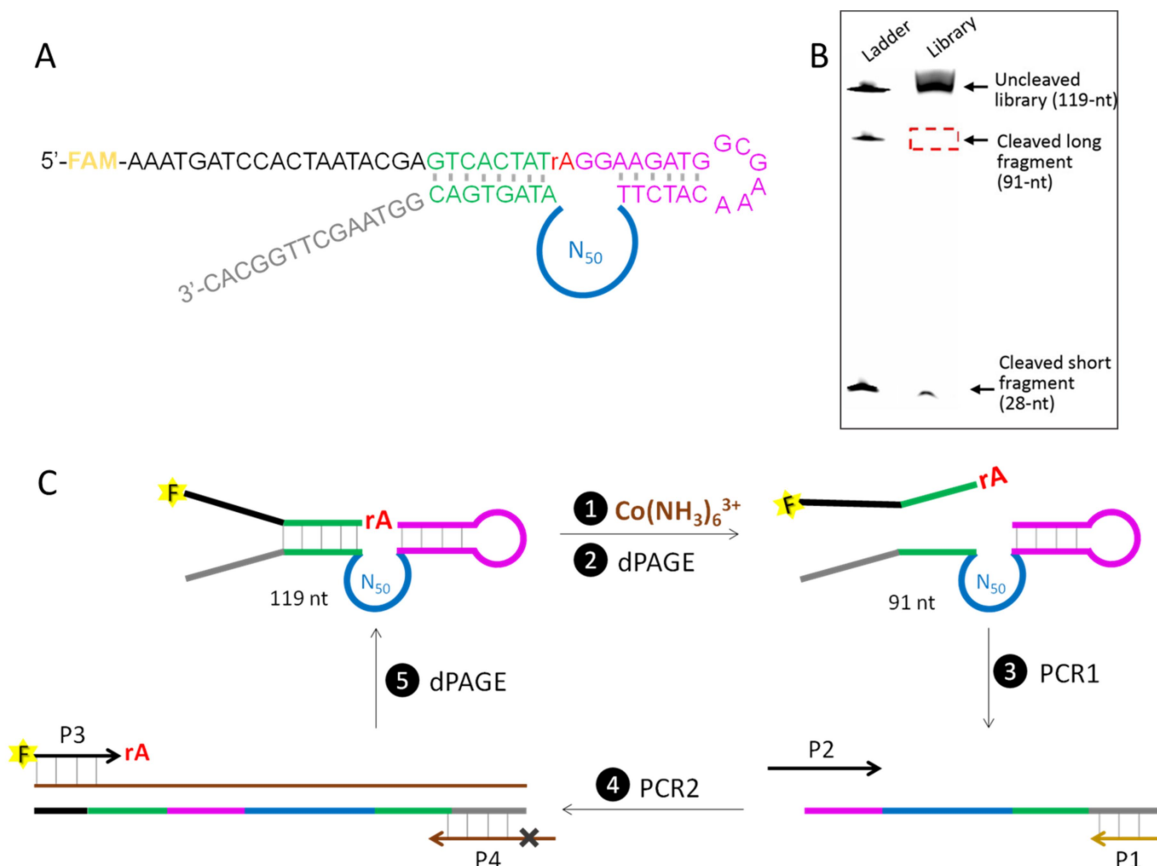 A
5'-FAM-AAATGATCCACTAATACGAGTCACTATrAGGAAGATGGCGAAA
CAGTGATA TTCTAC
3'-CACGGTTCGAATGG
N50
B
Ladder Library
Uncleaved library (119-nt)
Cleaved long fragment (91-nt)
Cleaved short fragment (28-nt)
C
F rA
N50
119 nt
1 Co(NH3)6 3+
2 dPAGE
F rA
N50
91 nt
3 PCR1
P2
P1
4 PCR2
F P3 rA
P4
5 dPAGE